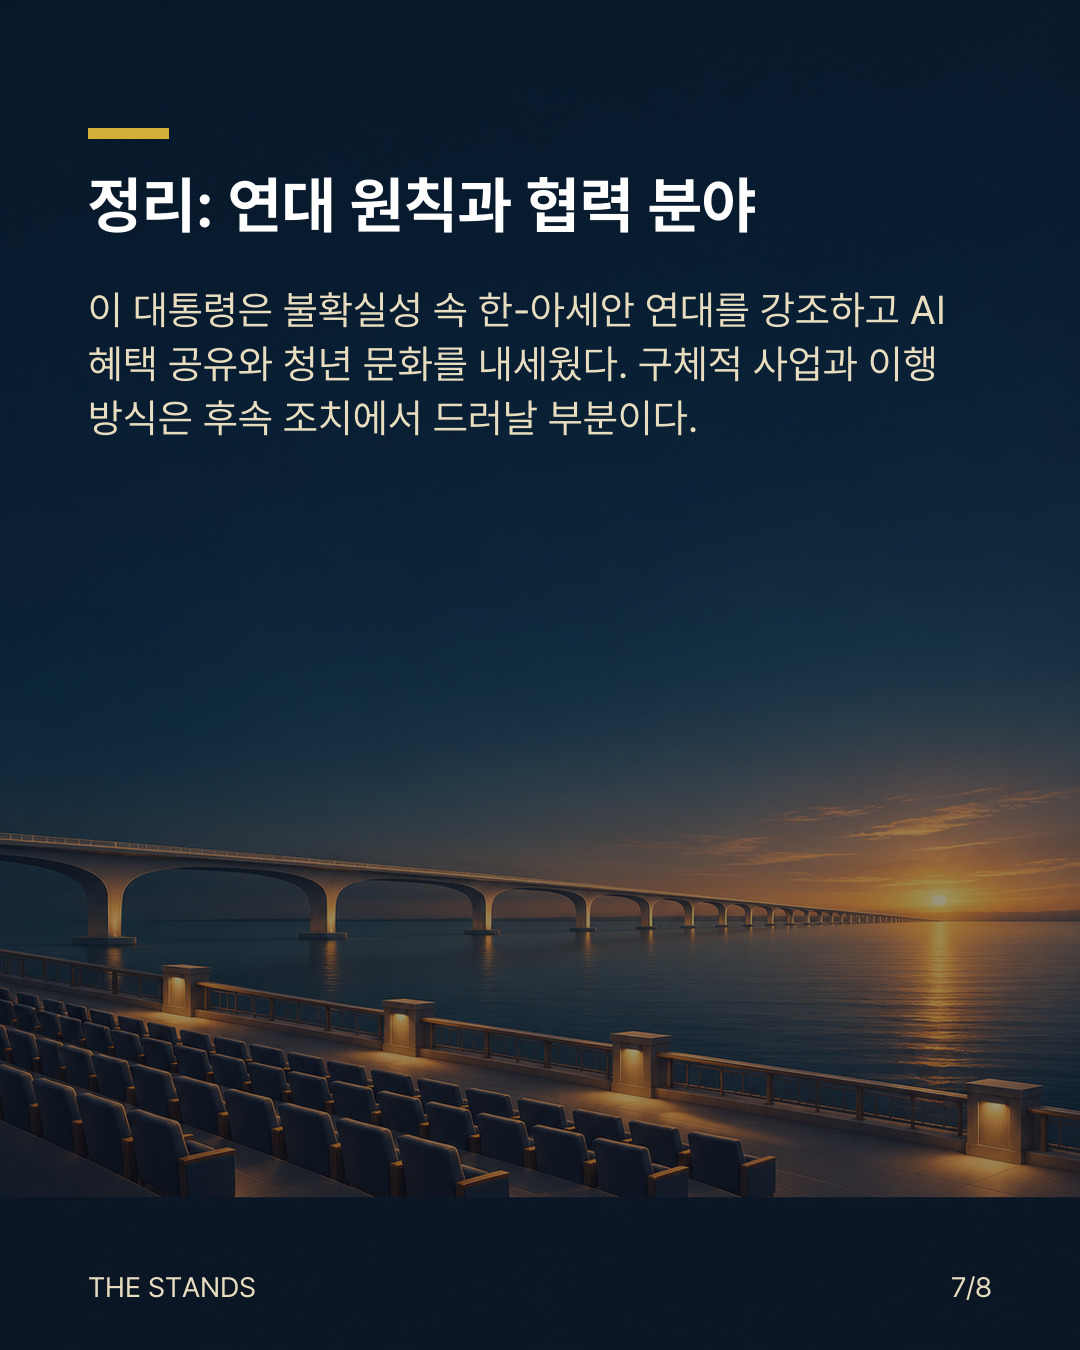 정리: 연대 원칙과 협력 분야
이 대통령은 불확실성 속 한-아세안 연대를 강조하고 AI
혜택 공유와 청년 문화를 내세웠다. 구체적 사업과 이행
방식은 후속 조치에서 드러날 부분이다.
THE STANDS
7/8